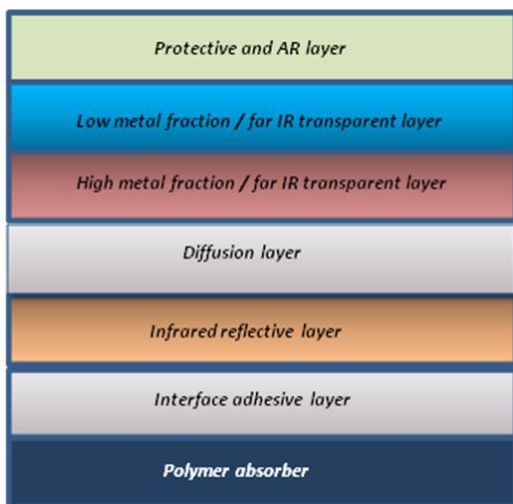 Protective and AR layer
Low metal fraction / far IR transparent layer
High metal fraction / far IR transparent layer
Diffusion layer
Infrared reflective layer
Interface adhesive layer
Polymer absorber